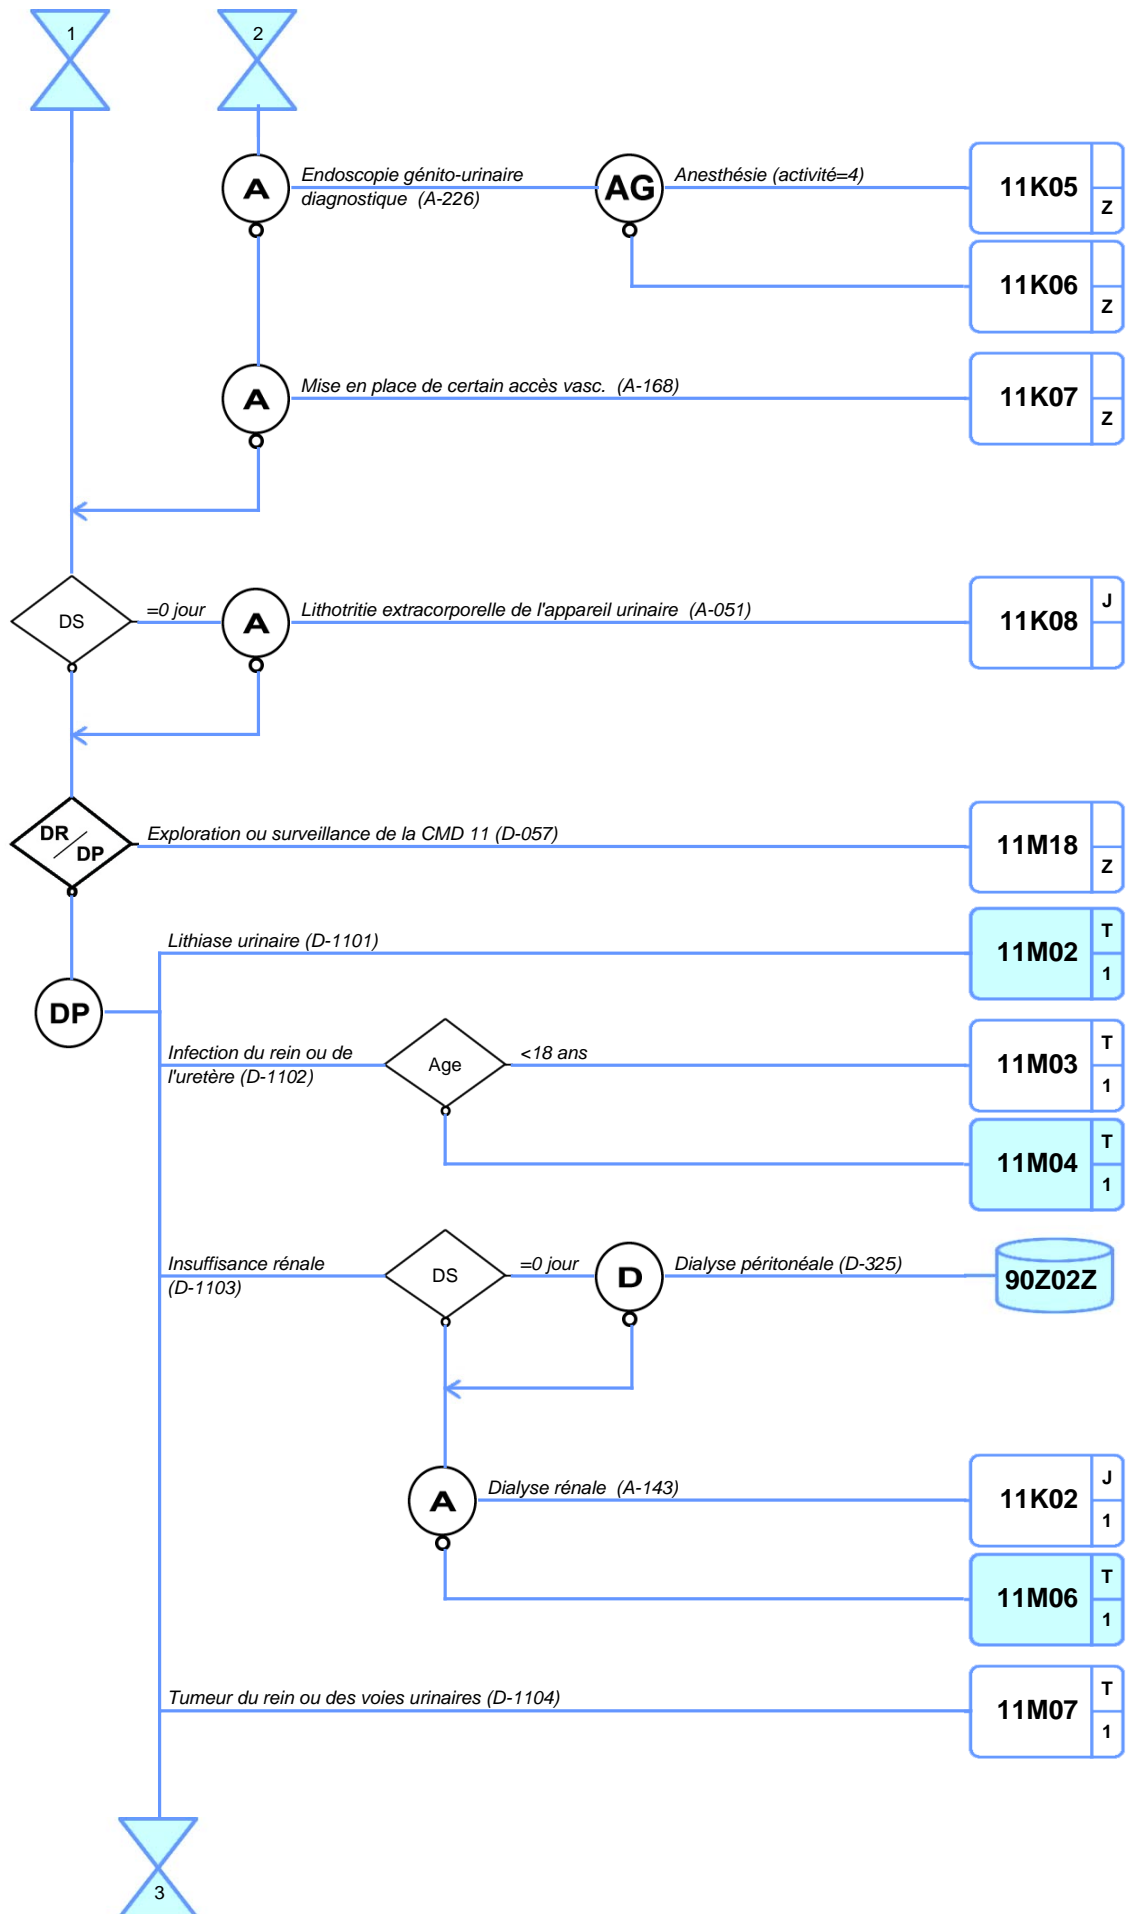 1
2
A
Endoscopie génito-urinaire
diagnostique (A-226)
AG
Anesthésie (activité=4)
11K05
Z
11K06
Z
A
Mise en place de certain accès vasc. (A-168)
11K07
Z
DS
=0 jour
A
Lithotritie extracorporelle de l'appareil urinaire (A-051)
11K08
J
DR
DP
Exploration ou surveillance de la CMD 11 (D-057)
11M18
Z
Lithiase urinaire (D-1101)
11M02
T
1
DP
Infection du rein ou de
l'uretère (D-1102)
Age
<18 ans
11M03
T
1
11M04
T
1
Insuffisance rénale
(D-1103)
DS
=0 jour
D
Dialyse péritonéale (D-325)
90Z02Z
A
Dialyse rénale (A-143)
11K02
J
1
11M06
T
1
Tumeur du rein ou des voies urinaires (D-1104)
11M07
T
1
3